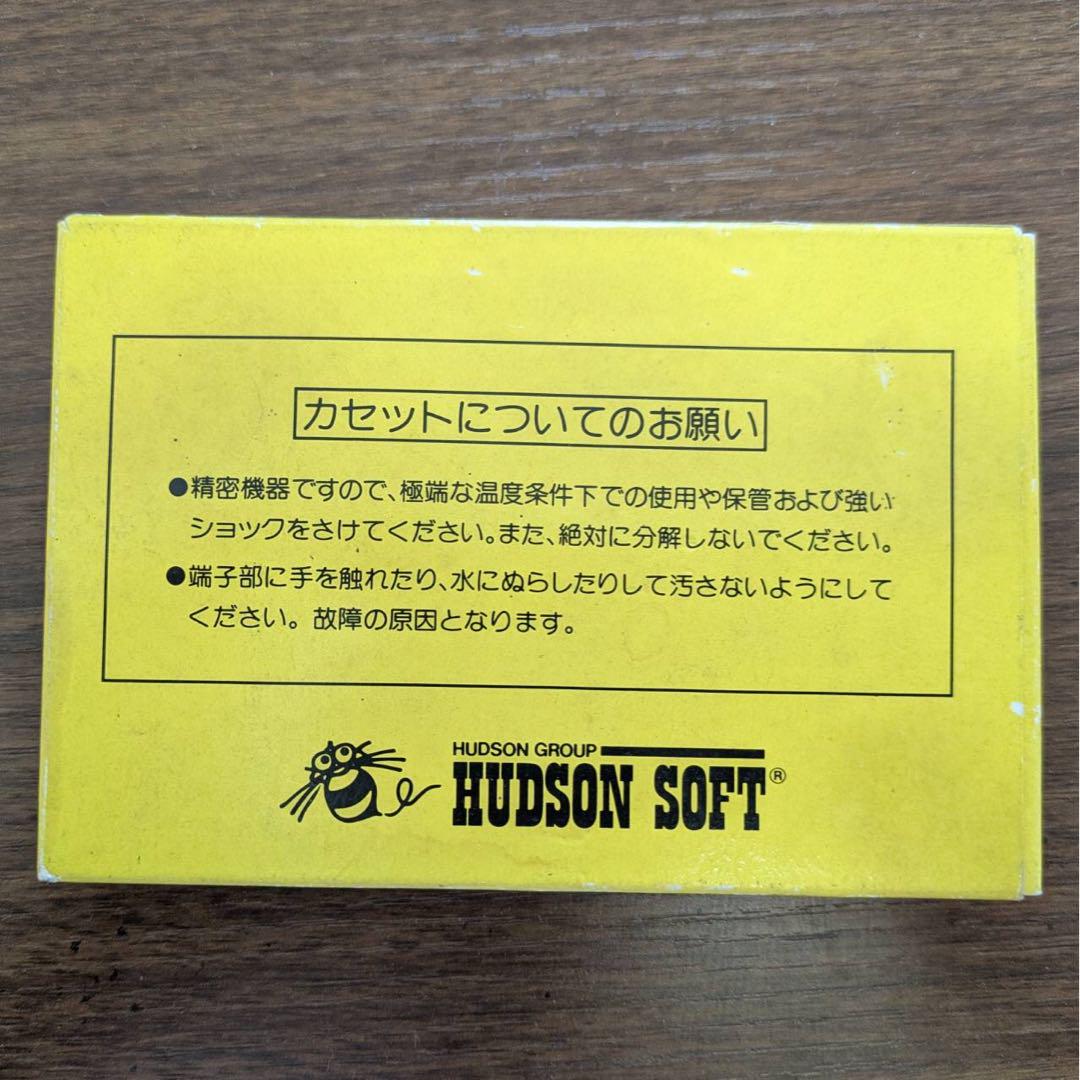 カセットについてのお願い
●精密機器ですので、極端な温度条件下での使用や保管および強い
ショックをさけてください。また、絶対に分解しないでください。
●端子部に手を触れたり、水にぬらしたりして汚さないようにして
ください。故障の原因となります。
HUDSON GROUP
HUDSON SOFT®